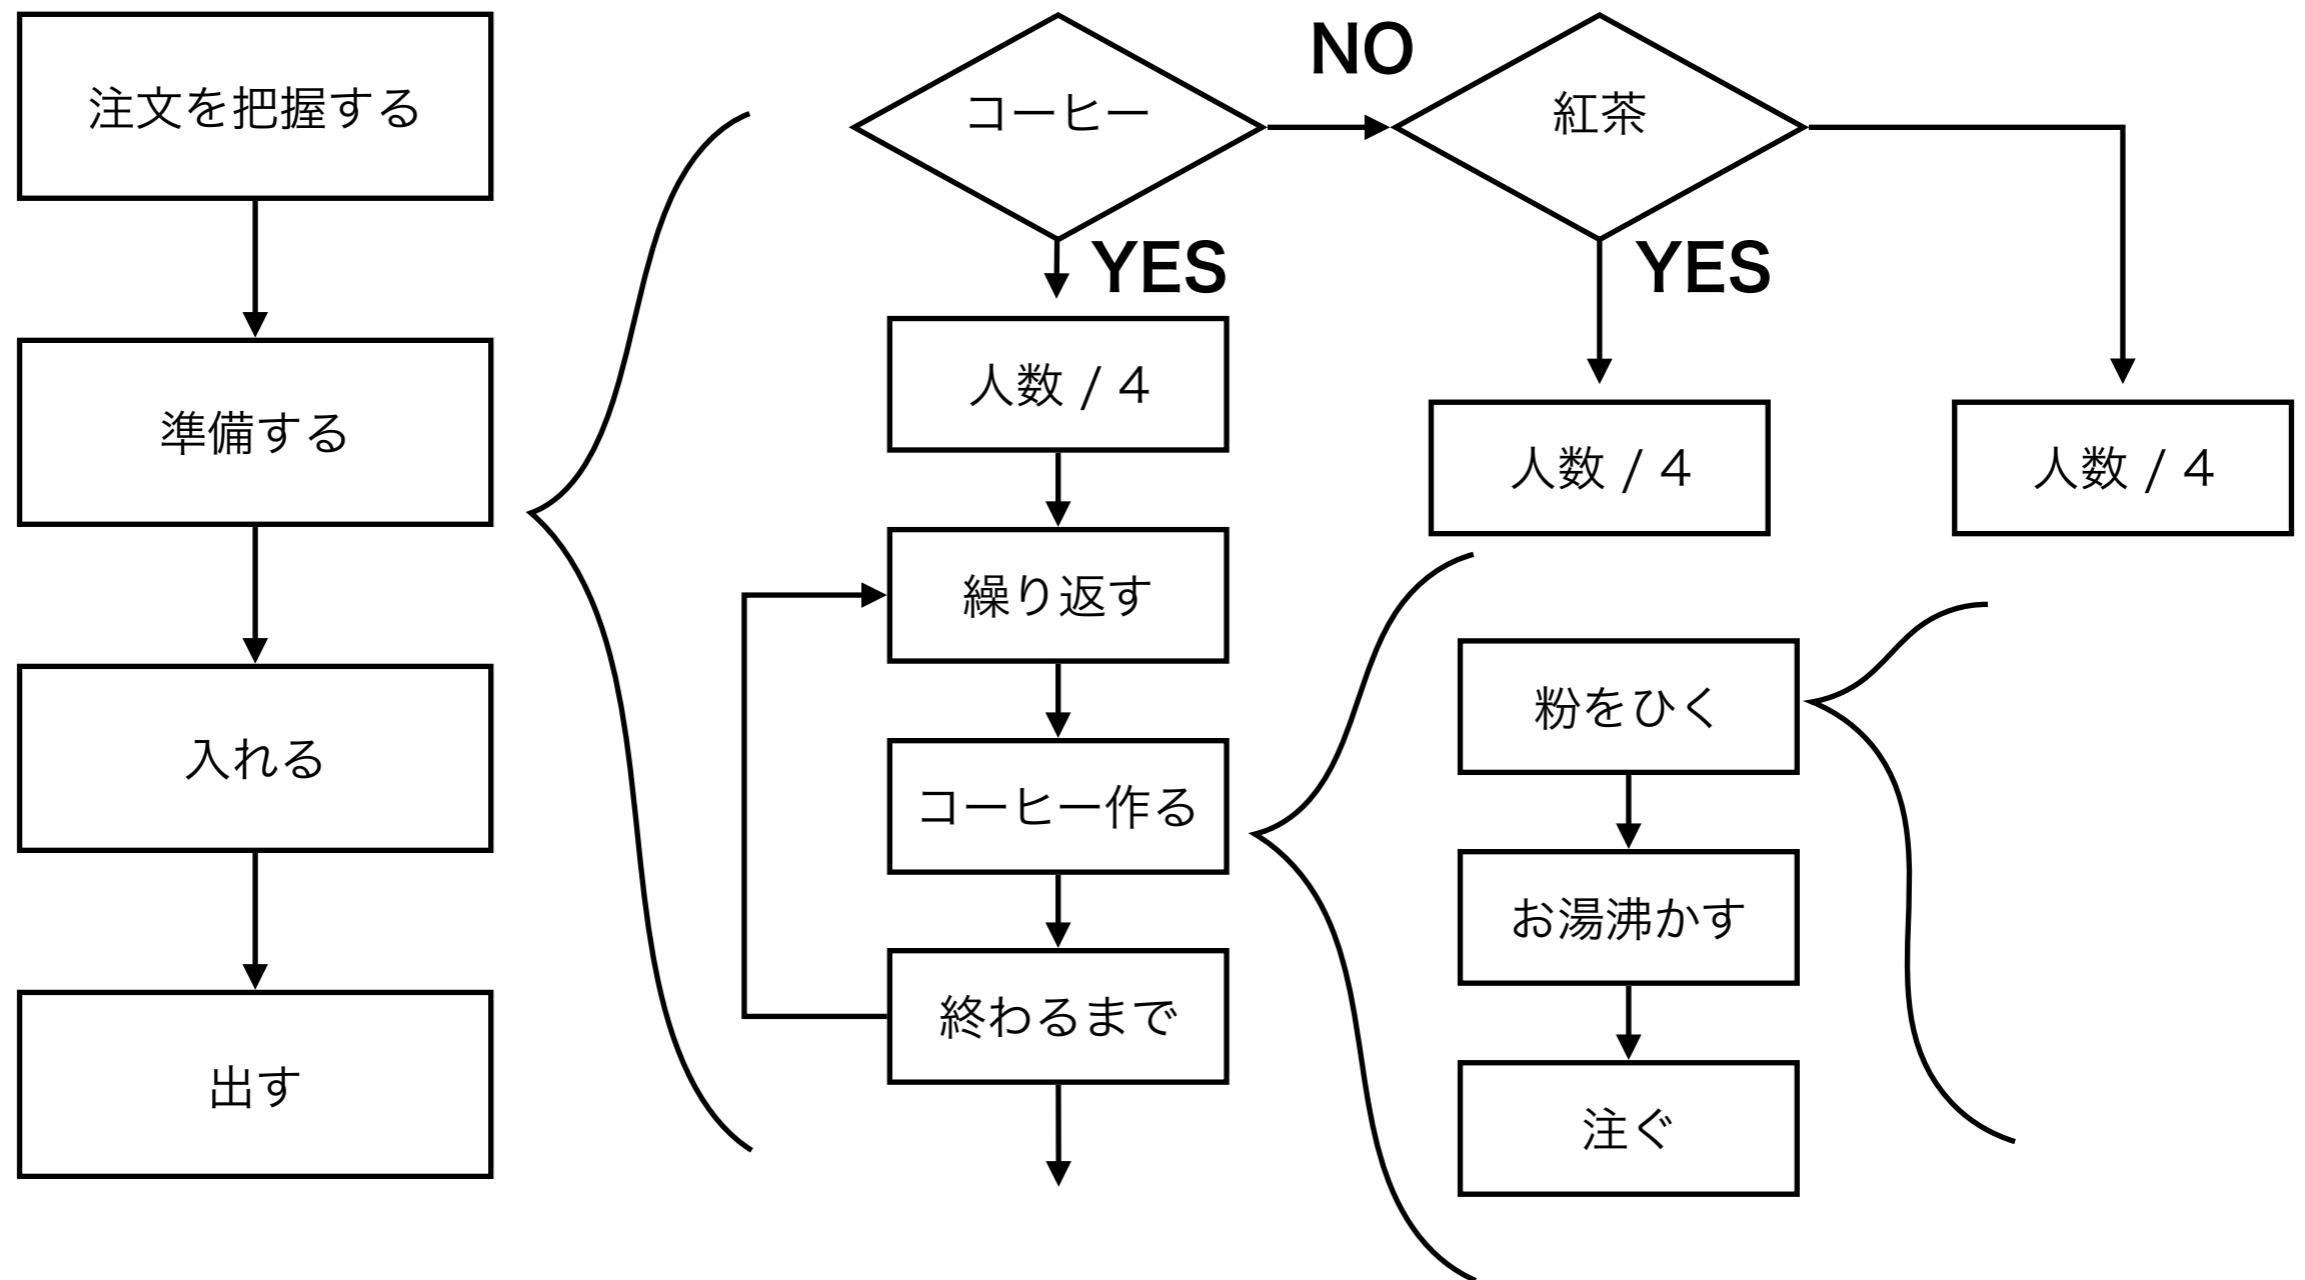 注文を把握する
準備する
入れる
出す
コーヒー
NO
紅茶
YES
YES
人数 / 4
繰り返す
コーヒー作る
終わるまで
人数 / 4
人数 / 4
粉をひく
お湯沸かす
注ぐ